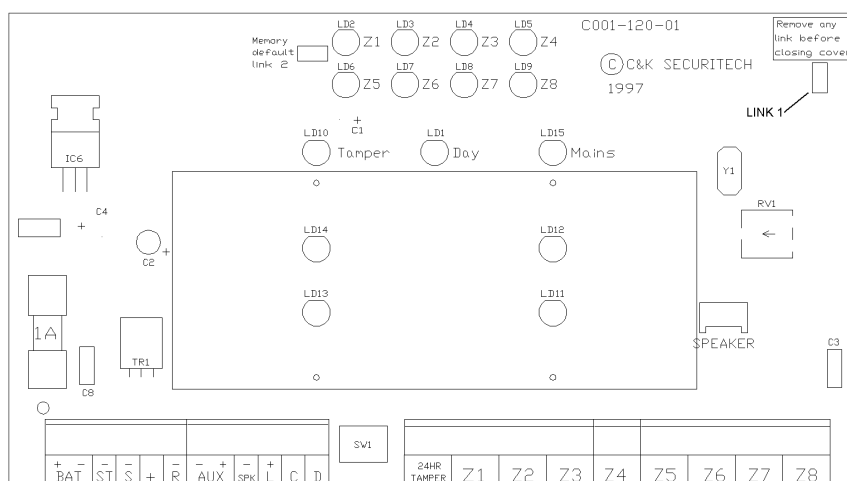 LD2 LD3 LD4 LD5 C001-120-01
Memory default link 2
Z1 Z2 Z3 Z4
Remove any
link before
closing cover
LD6 LD7 LD8 LD9
Z5 Z6 Z7 Z8
© C&K SECURITECH
1997
LINK 1
+
C1
LD10 LD1 LD15
Tamper Day Mains
IC6
Y1
RV1
C4
+
C2 +
LD14 LD12
LD13 LD11
1A
TR1
C8
SPEAKER
C3
SW1
+ - - - - - + - +
BAT ST S + R AUX SPK L C D
24HR
TAMPER Z1 Z2 Z3 Z4 Z5 Z6 Z7 Z8